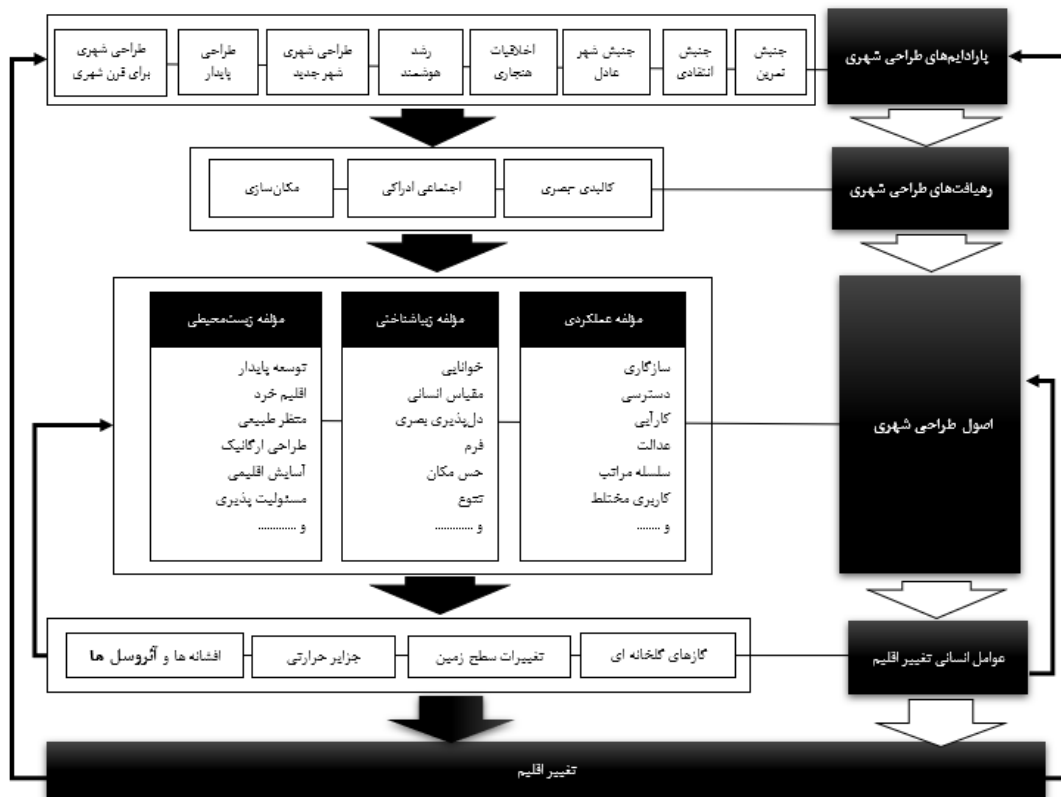 پارادایم‌های طراحی شهری
جنبش
تمرین
جنبش
انتقادی
جنبش شهر
عادل
اخلاقیات
هنجاری
رشد
هوشمند
طراحی شهری
شهر جدید
طراحی
پایدار
طراحی شهری
برای قرن شهری
رهیافت‌های طراحی شهری
کالبدی -بصری
اجتماعی ادراکی
مکان‌سازی
اصول طراحی شهری
مؤلفه عملکردی
سازگاری
دسترسی
کارآیی
عدالت
سلسله مراتب
کاربری مختلط
و ........
مؤلفه زیباشناختی
خوانایی
مقیاس انسانی
دل‌پذیری بصری
فرم
حس مکان
تنوع
و .............
مؤلفه زیست‌محیطی
توسعه پایدار
اقلیم خرد
منظر طبیعی
طراحی ارگانیک
آسایش اقلیمی
مسئولیت پذیری
و .............
عوامل انسانی تغییر اقلیم
گازهای گلخانه ای
تغییرات سطح زمین
جزایر حرارتی
افشانه ها و آئروسل ها
تغییر اقلیم